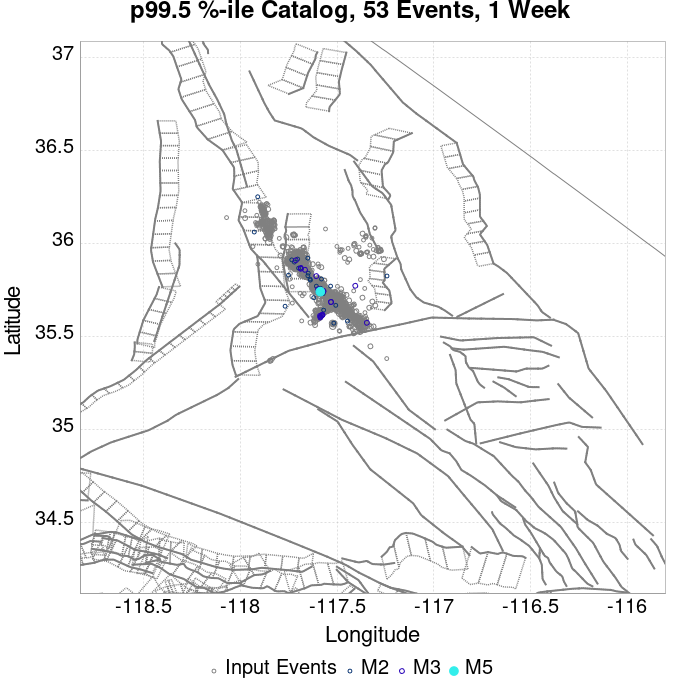 p99.5 %-ile Catalog, 53 Events, 1 Week
37
36.5
36
35.5
35
34.5
Latitude
-118.5
-118
-117.5
-117
-116.5
-116
Longitude
Input Events
M2
M3
M5